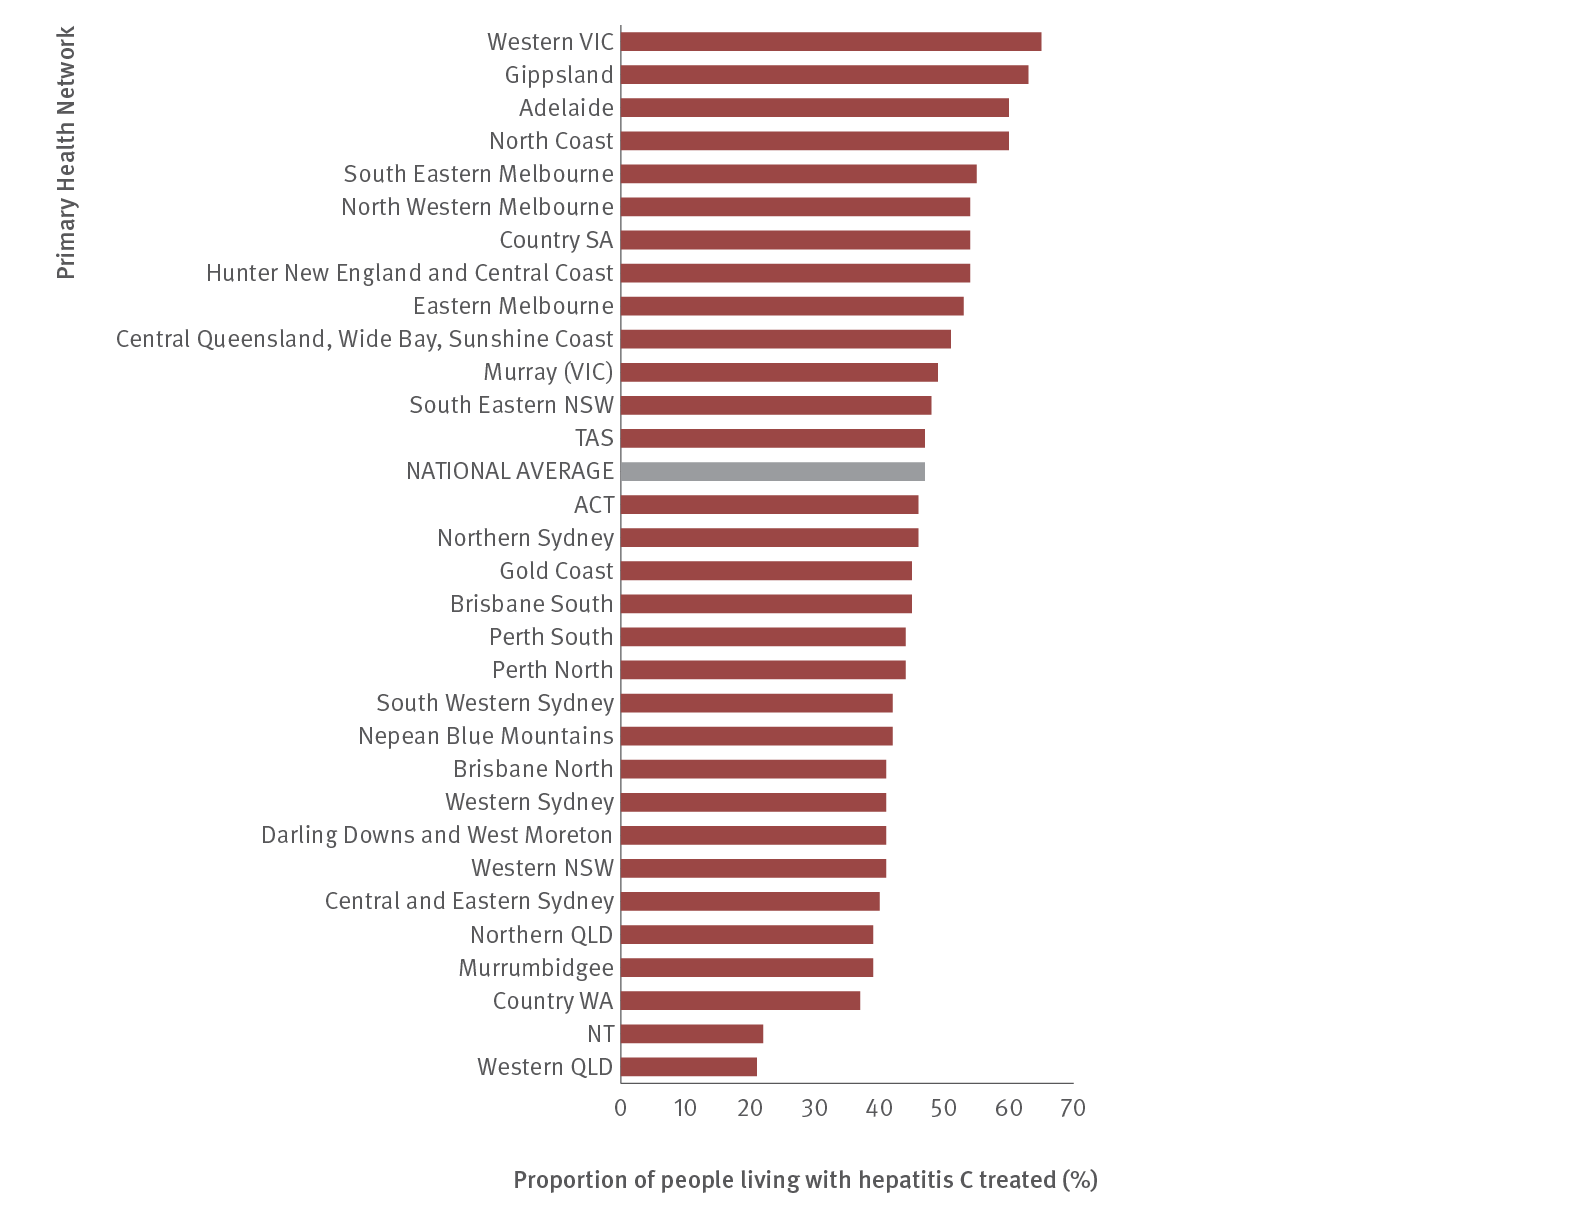 Primary Health Network
Western VIC
Gippsland
Adelaide
North Coast
South Eastern Melbourne
North Western Melbourne
Country SA
Hunter New England and Central Coast
Eastern Melbourne
Central Queensland, Wide Bay, Sunshine Coast
Murray (VIC)
South Eastern NSW
TAS
NATIONAL AVERAGE
ACT
Northern Sydney
Gold Coast
Brisbane South
Perth South
Perth North
South Western Sydney
Nepean Blue Mountains
Brisbane North
Western Sydney
Darling Downs and West Moreton
Western NSW
Central and Eastern Sydney
Northern QLD
Murrumbidgee
Country WA
NT
Western QLD
0 10 20 30 40 50 60 70
Proportion of people living with hepatitis C treated (%)